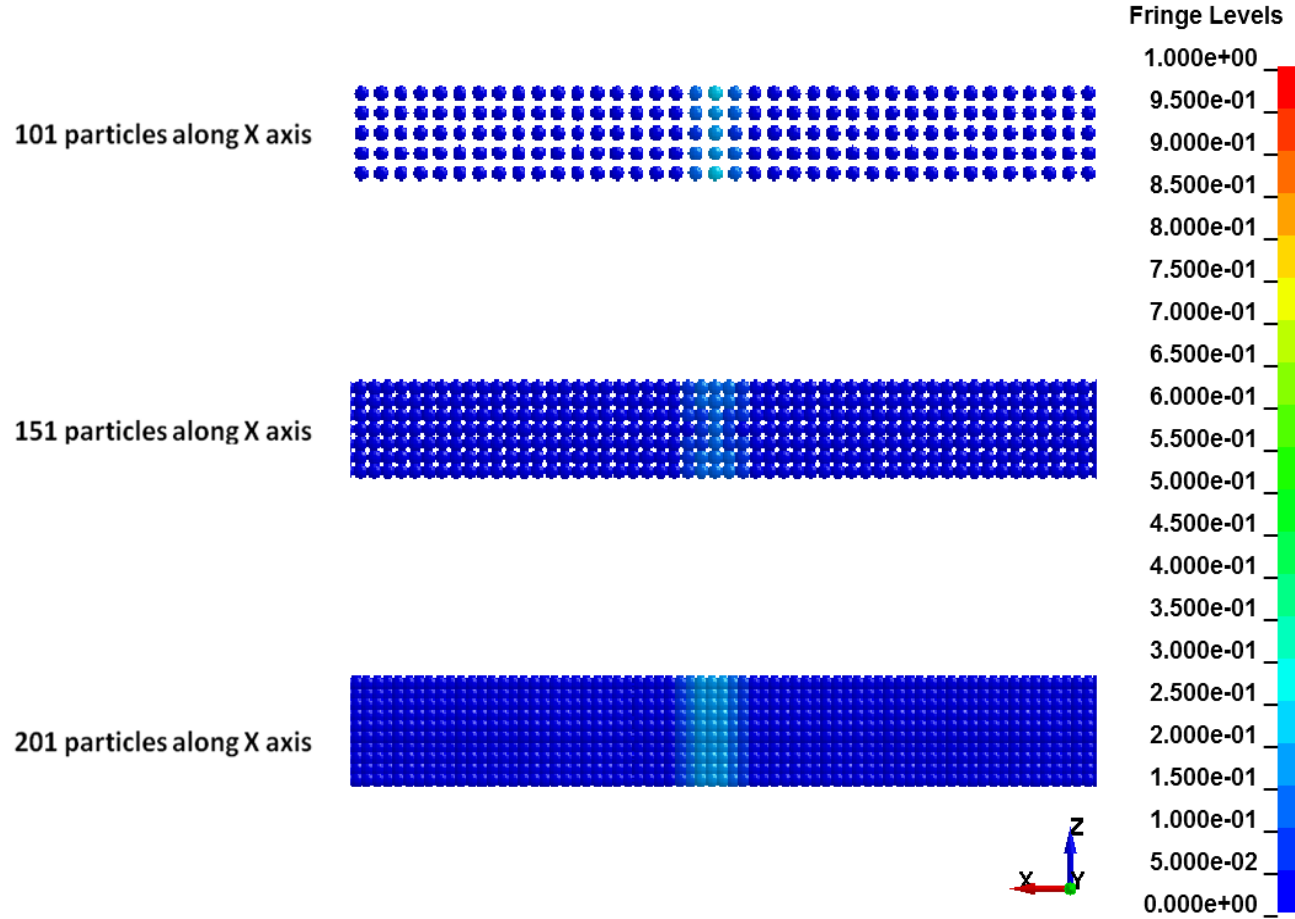 Fringe Levels
1.000e+00
9.500e-01
9.000e-01
8.500e-01
8.000e-01
7.500e-01
7.000e-01
6.500e-01
6.000e-01
5.500e-01
5.000e-01
4.500e-01
4.000e-01
3.500e-01
3.000e-01
2.500e-01
2.000e-01
1.500e-01
1.000e-01
5.000e-02
0.000e+00
101 particles along X axis
151 particles along X axis
201 particles along X axis
Z
X
Y